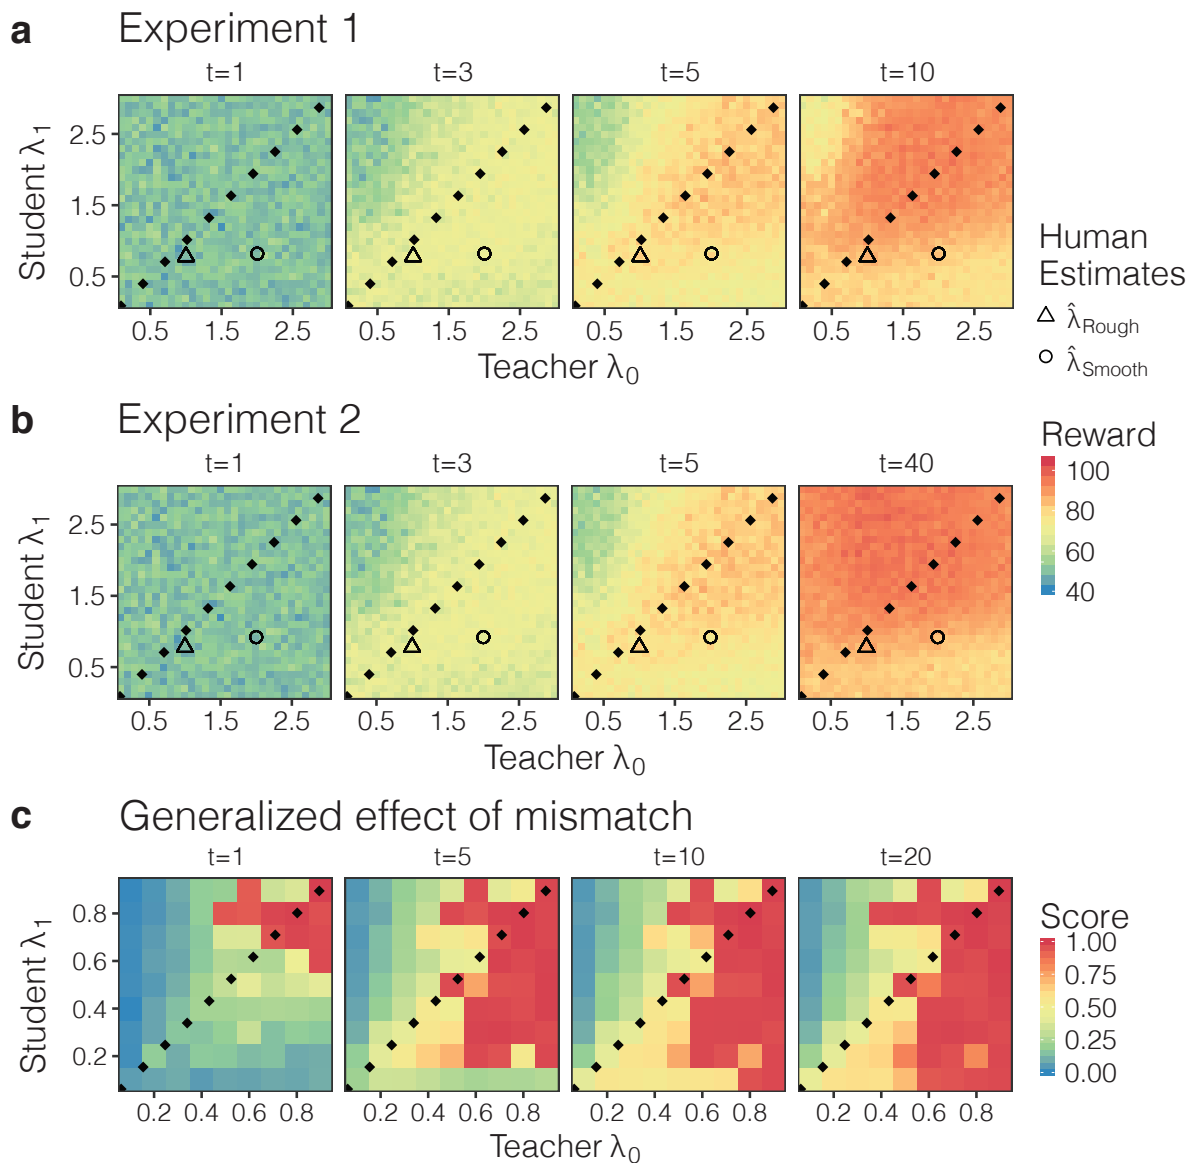 a Experiment 1
t=1 t=3 t=5 t=10
Student λ1
2.5
1.5
0.5
0.5 1.5 2.5 0.5 1.5 2.5 0.5 1.5 2.5 0.5 1.5 2.5
Teacher λ0
Human
Estimates
λ̂Rough
λ̂Smooth
b Experiment 2
t=1 t=3 t=5 t=40
Student λ1
2.5
1.5
0.5
0.5 1.5 2.5 0.5 1.5 2.5 0.5 1.5 2.5 0.5 1.5 2.5
Teacher λ0
Reward
100
80
60
40
c Generalized effect of mismatch
t=1 t=5 t=10 t=20
Student λ1
0.8
0.6
0.4
0.2
0.2 0.4 0.6 0.8 0.2 0.4 0.6 0.8 0.2 0.4 0.6 0.8 0.2 0.4 0.6 0.8
Teacher λ0
Score
1.00
0.75
0.50
0.25
0.00